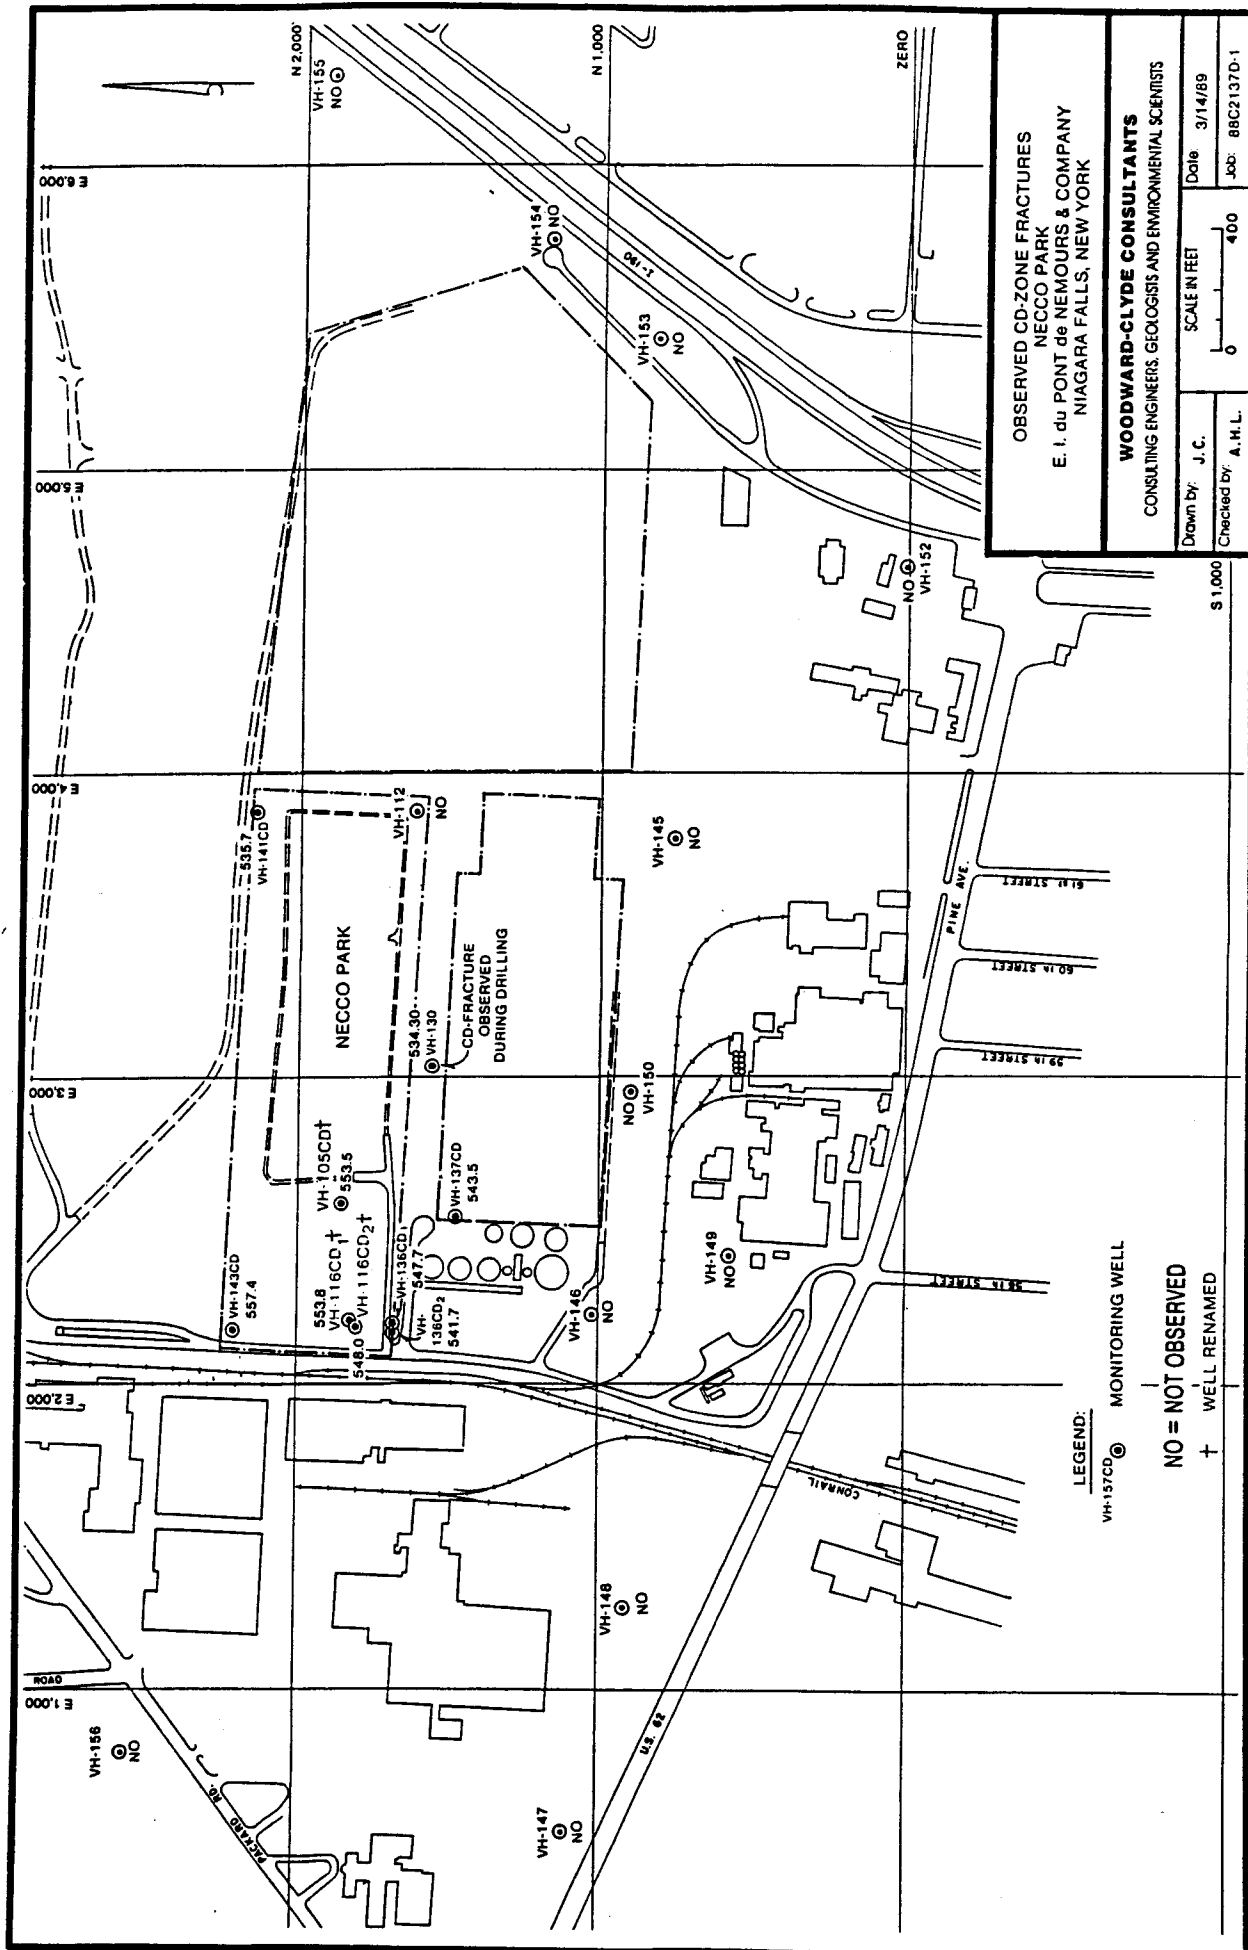 VH-156
NO
PACKARD RD.
ROAD
E 1,000
VH-147
NO
U.S. 62
VH-148
NO
CONRAIL
E 2,000
VH-143CD
557.4
553.8
VH-116CD1†
VH-116CD2†
548.0
VH-105CD†
553.5
VH-136CD1
547.7
VH-
136CD2
541.7
VH-137CD
543.5
VH-146
NO
VH-149
NO
58 th STREET
E 3,000
NECCO PARK
534.30
VH-130
CD-FRACTURE
OBSERVED
DURING DRILLING
NO
VH-150
59 th STREET
60 th STREET
61 st STREET
PINE AVE.
535.7
VH-141CD
VH-112
NO
VH-145
NO
E 4,000
E 5,000
E 6,000
NO
VH-152
VH-153
NO
VH-154
NO
VH-155
NO
I-190
N 2,000
N 1,000
ZERO
S 1,000
LEGEND:
VH-157CD MONITORING WELL
NO = NOT OBSERVED
† WELL RENAMED
OBSERVED CD-ZONE FRACTURES
NECCO PARK
E. I. du PONT de NEMOURS & COMPANY
NIAGARA FALLS, NEW YORK
WOODWARD-CLYDE CONSULTANTS
CONSULTING ENGINEERS, GEOLOGISTS AND ENVIRONMENTAL SCIENTISTS
Drawn by: J.C.
Checked by: A.H.L.
SCALE IN FEET
0 400
Date: 3/14/89
Job: 88C2137D-1